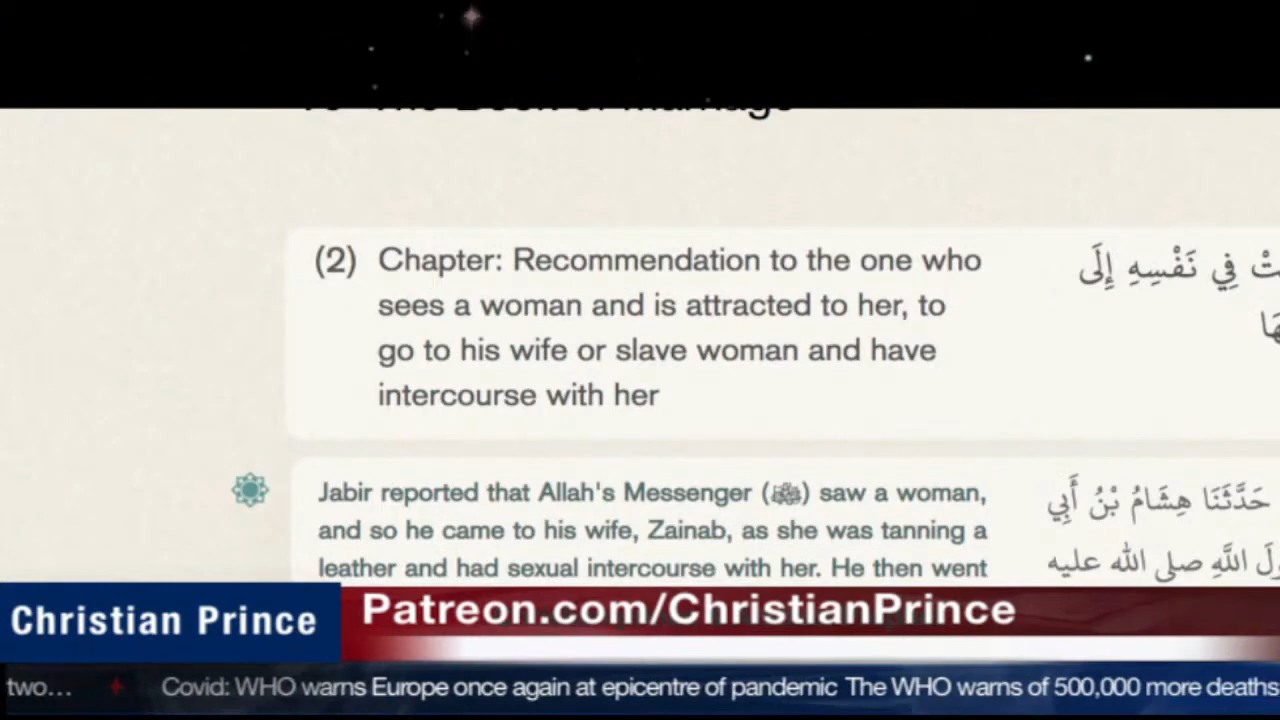 (2) Chapter: Recommendation to the one who
sees a woman and is attracted to her, to
go to his wife or slave woman and have
intercourse with her
فِي نَفْسِهِ إِلَى
Jabir reported that Allah's Messenger (ﷺ) saw a woman,
and so he came to his wife, Zainab, as she was tanning a
leather and had sexual intercourse with her. He then went
حَدَّثَنَا هِشَامُ بْنُ أَبِي
اللَّهِ صلى الله عليه
Christian Prince
Patreon.com/ChristianPrince
two... Covid: WHO warns Europe once again at epicentre of pandemic The WHO warns of 500,000 more deaths